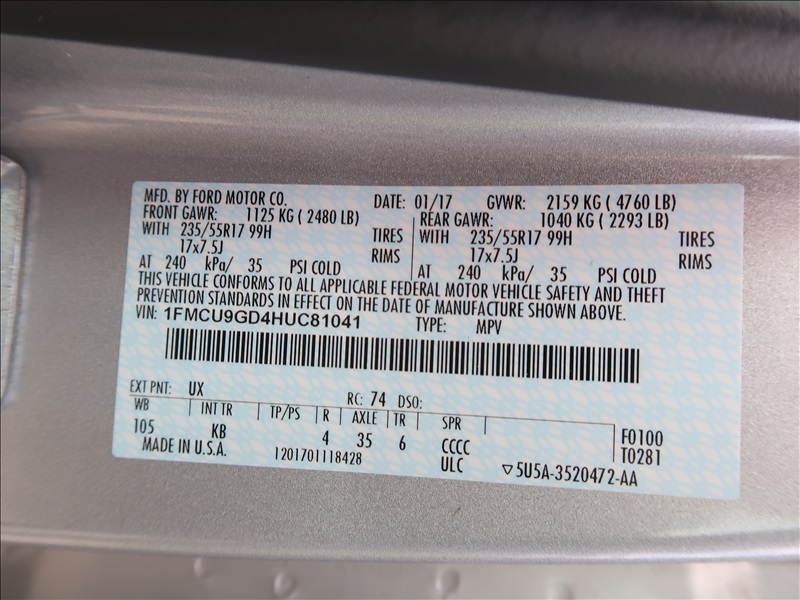 MFD. BY FORD MOTOR CO. DATE: 01/17 GVWR: 2159 KG ( 4760 LB)
FRONT GAWR: 1125 KG ( 2480 LB) REAR GAWR: 1040 KG ( 2293 LB)
WITH 235/55R17 99H TIRES WITH 235/55R17 99H TIRES
17x7.5J RIMS 17x7.5J RIMS
AT 240 kPa/ 35 PSI COLD AT 240 kPa/ 35 PSI COLD
THIS VEHICLE CONFORMS TO ALL APPLICABLE FEDERAL MOTOR VEHICLE SAFETY AND THEFT
PREVENTION STANDARDS IN EFFECT ON THE DATE OF MANUFACTURE SHOWN ABOVE.
VIN: 1FMCU9GD4HUC81041 TYPE: MPV
EXT PNT: UX RC: 74 DSO:
WB INT TR TP/PS R AXLE TR SPR
105 KB 4 35 6 CCCC F0100
MADE IN U.S.A. 1201701118428 ULC T0281
▽5U5A-3520472-AA